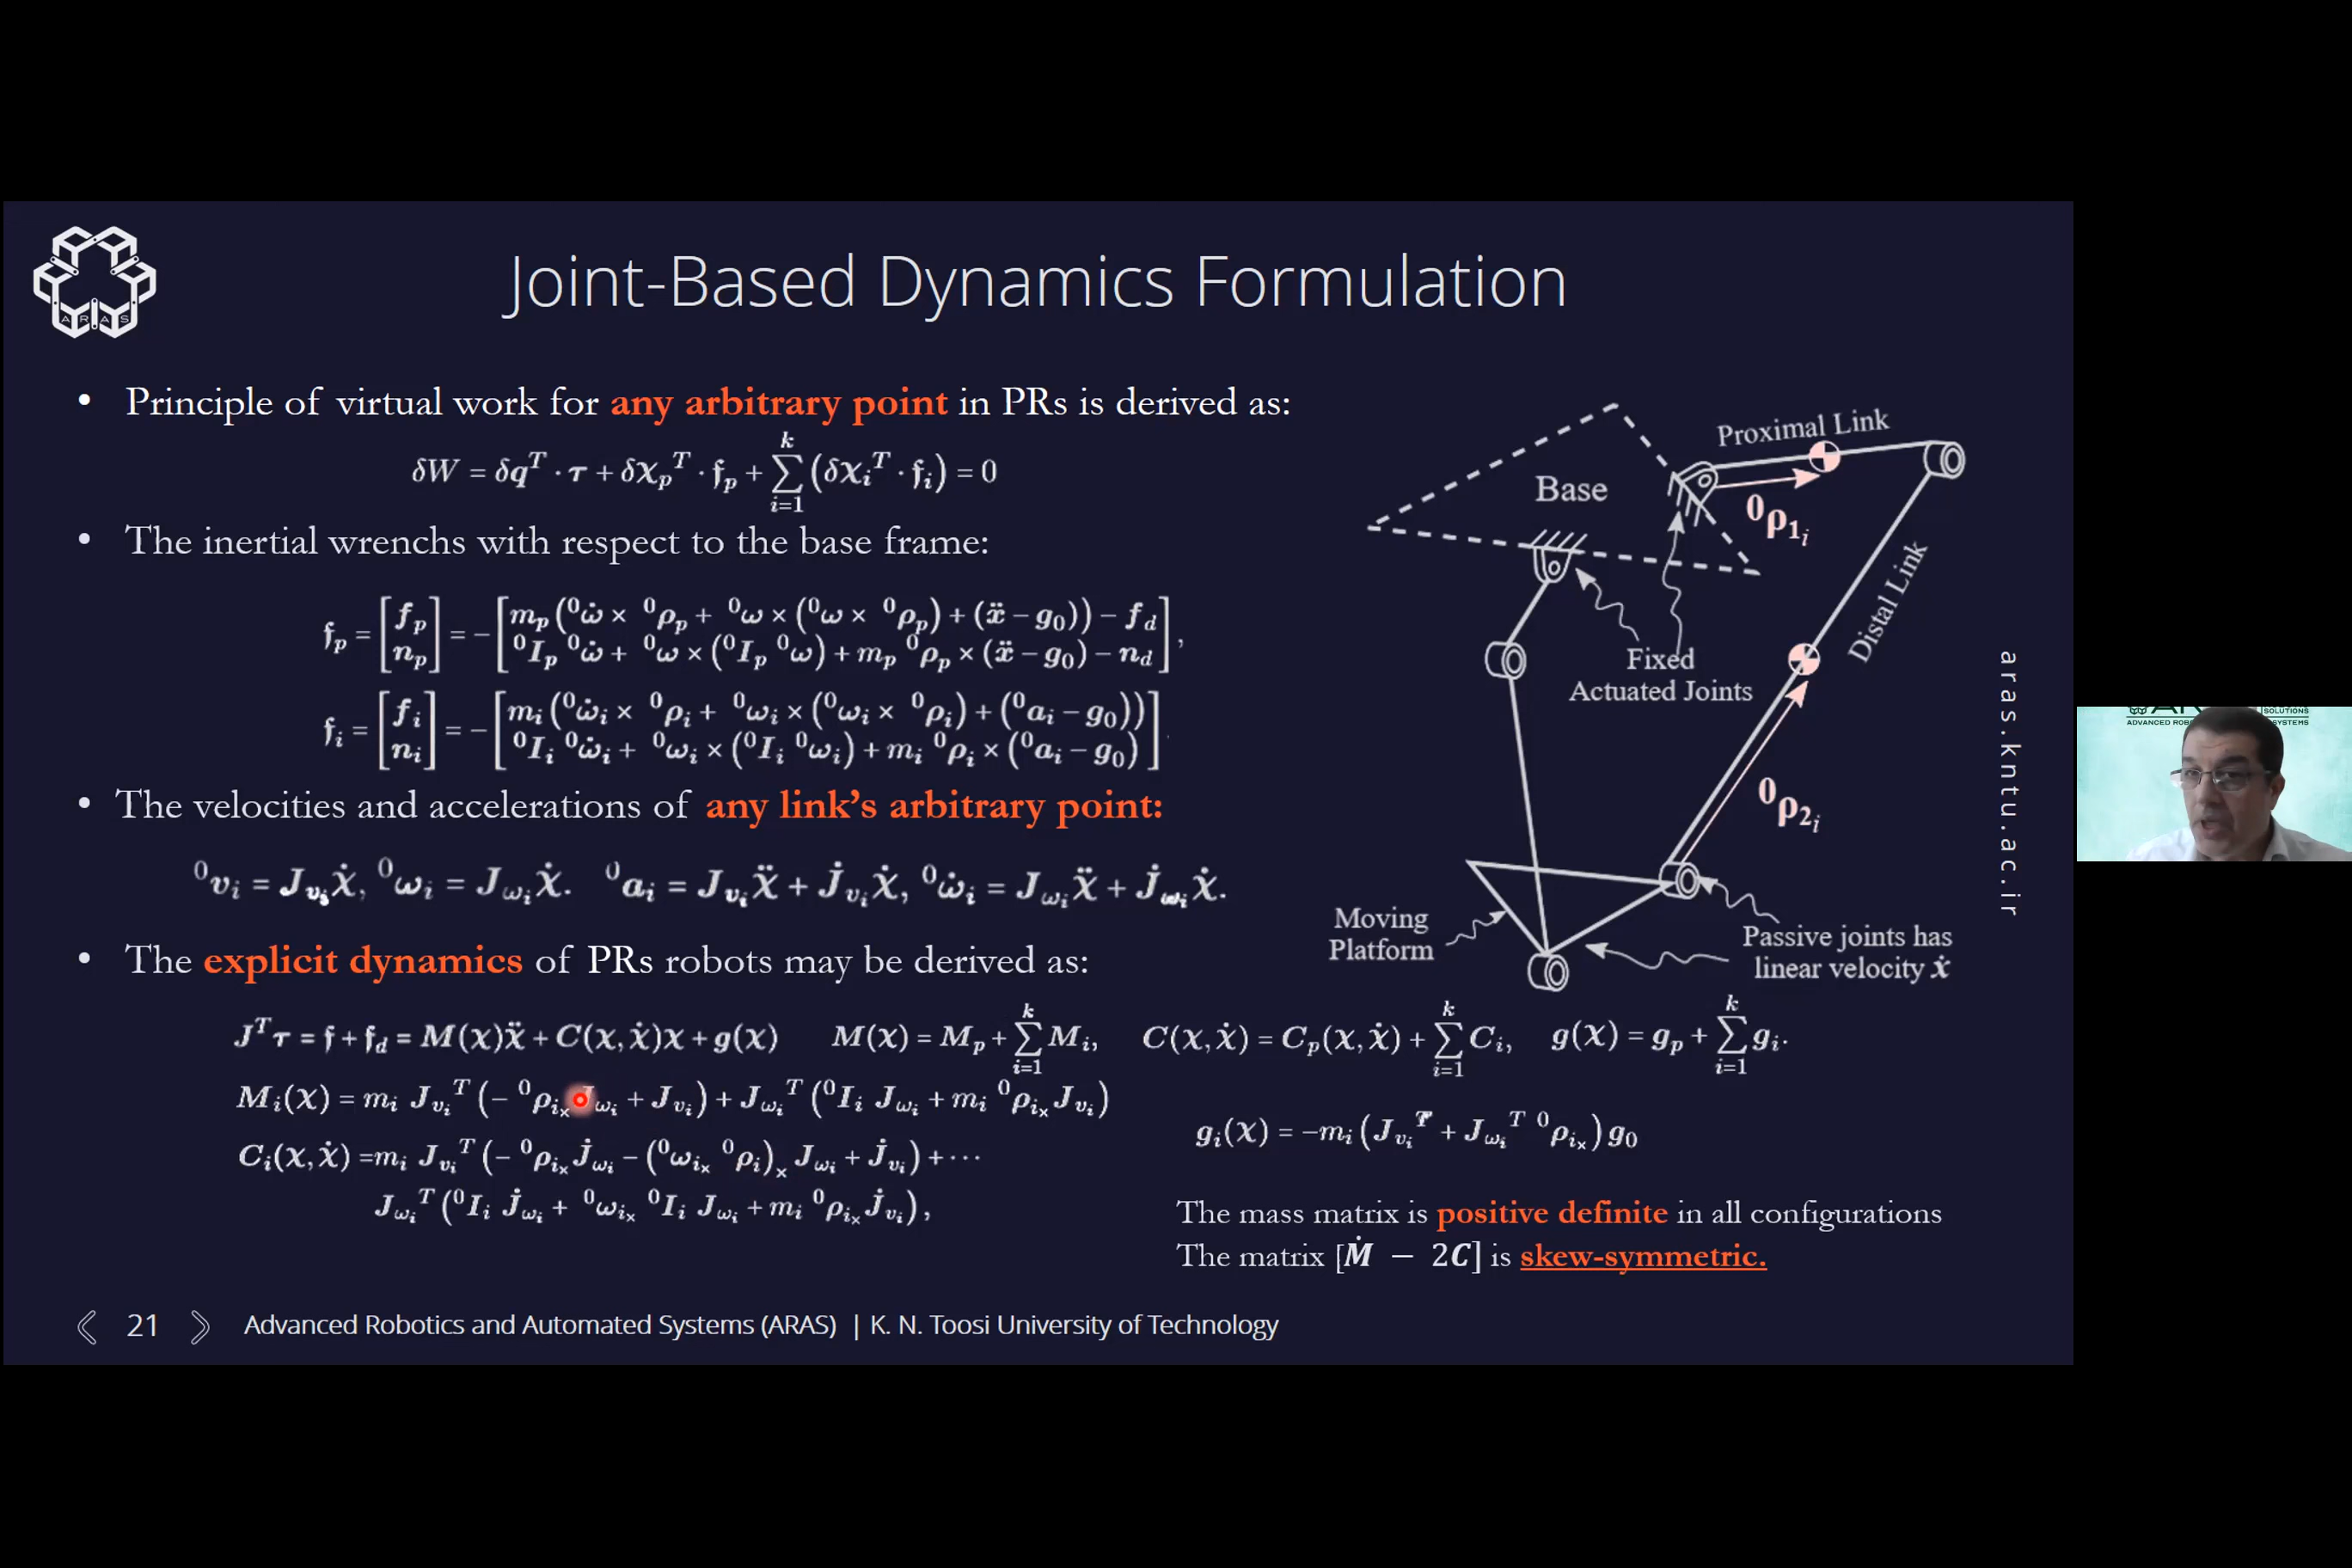 Joint-Based Dynamics Formulation
ARAS
• Principle of virtual work for any arbitrary point in PRs is derived as:
δW = δq^T · τ + δχ_p^T · 𝔣_p + ∑_{i=1}^{k} (δχ_i^T · 𝔣_i) = 0
• The inertial wrenchs with respect to the base frame:
𝔣_p = [f_p; n_p] = −[m_p(^0ω̇ × ^0ρ_p + ^0ω × (^0ω × ^0ρ_p) + (ẍ − g_0)) − f_d; ^0I_p ^0ω̇ + ^0ω × (^0I_p ^0ω) + m_p ^0ρ_p × (ẍ − g_0) − n_d],
𝔣_i = [f_i; n_i] = −[m_i(^0ω̇_i × ^0ρ_i + ^0ω_i × (^0ω_i × ^0ρ_i) + (^0a_i − g_0)); ^0I_i ^0ω̇_i + ^0ω_i × (^0I_i ^0ω_i) + m_i ^0ρ_i × (^0a_i − g_0)].
• The velocities and accelerations of any link's arbitrary point:
^0v_i = J_{v_i} χ̇, ^0ω_i = J_{ω_i} χ̇. ^0a_i = J_{v_i} χ̈ + J̇_{v_i} χ̇, ^0ω̇_i = J_{ω_i} χ̈ + J̇_{ω_i} χ̇.
• The explicit dynamics of PRs robots may be derived as:
J^T τ = 𝔣 + 𝔣_d = M(χ)χ̈ + C(χ, χ̇)χ + g(χ) M(χ) = M_p + ∑_{i=1}^{k} M_i, C(χ, χ̇) = C_p(χ, χ̇) + ∑_{i=1}^{k} C_i, g(χ) = g_p + ∑_{i=1}^{k} g_i.
M_i(χ) = m_i J_{v_i}^T (− ^0ρ_{i×} J_{ω_i} + J_{v_i}) + J_{ω_i}^T (^0I_i J_{ω_i} + m_i ^0ρ_{i×} J_{v_i})
C_i(χ, χ̇) = m_i J_{v_i}^T (− ^0ρ_{i×} J̇_{ω_i} − (^0ω_{i×} ^0ρ_i)_× J_{ω_i} + J̇_{v_i}) + ···
J_{ω_i}^T (^0I_i J̇_{ω_i} + ^0ω_{i×} ^0I_i J_{ω_i} + m_i ^0ρ_{i×} J̇_{v_i}),
g_i(χ) = −m_i (J_{v_i}^T + J_{ω_i}^T ^0ρ_{i×}) g_0
The mass matrix is positive definite in all configurations
The matrix [Ṁ − 2C] is skew-symmetric.
Proximal Link
Base
^0ρ_{1_i}
Distal Link
Fixed
Actuated Joints
^0ρ_{2_i}
Moving
Platform
Passive joints has
linear velocity ẋ
aras.kntu.ac.ir
21
Advanced Robotics and Automated Systems (ARAS) | K. N. Toosi University of Technology
SOLUTIONS
ADVANCED